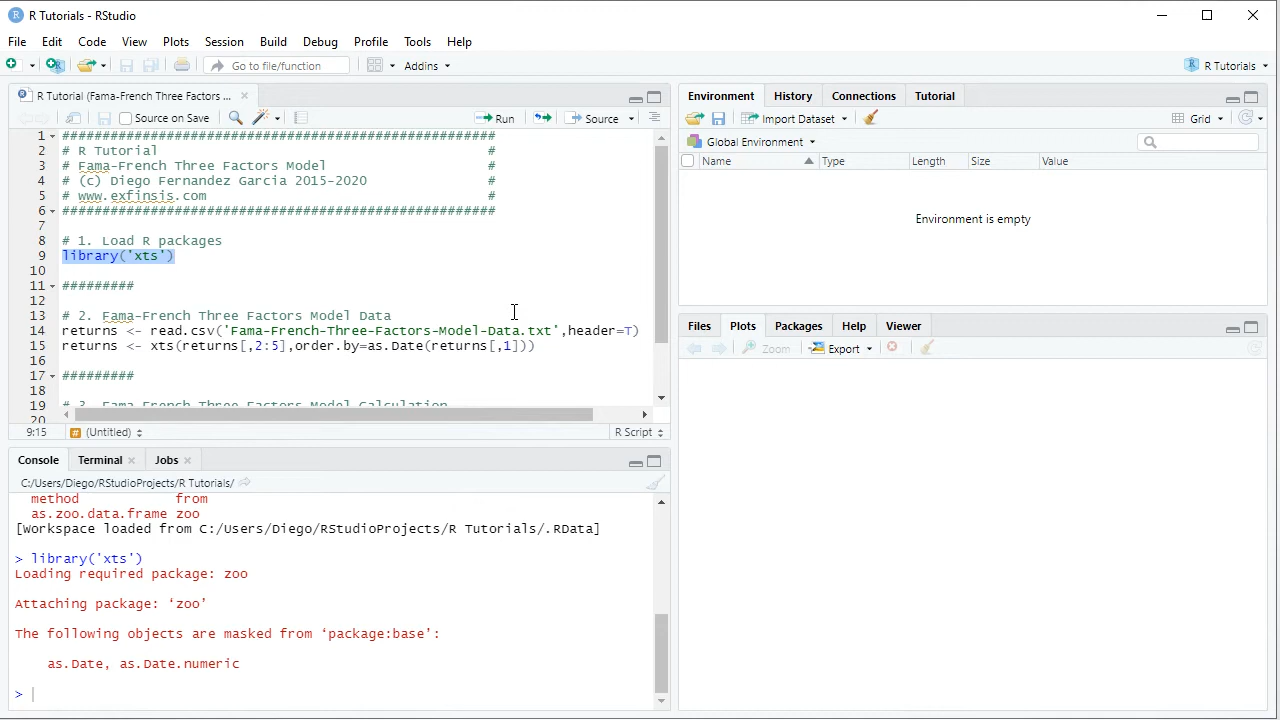 R Tutorials - RStudio
File Edit Code View Plots Session Build Debug Profile Tools Help
Go to file/function Addins R Tutorials
R Tutorial (Fama-French Three Factors ...
Source on Save Run Source
1 ######################################################
2 # R Tutorial #
3 # Fama-French Three Factors Model #
4 # (c) Diego Fernandez Garcia 2015-2020 #
5 # www.exfinsis.com #
6 ######################################################
7
8 # 1. Load R packages
9 library('xts')
10
11 #########
12
13 # 2. Fama-French Three Factors Model Data
14 returns <- read.csv('Fama-French-Three-Factors-Model-Data.txt',header=T)
15 returns <- xts(returns[,2:5],order.by=as.Date(returns[,1]))
16
17 #########
18
19 # 3. Fama French Three Factors Model Calculation
20
9:15 # (Untitled) R Script
Console Terminal Jobs
C:/Users/Diego/RStudioProjects/R Tutorials/
method from
as.zoo.data.frame zoo
[Workspace loaded from C:/Users/Diego/RStudioProjects/R Tutorials/.RData]
> library('xts')
Loading required package: zoo
Attaching package: ‘zoo’
The following objects are masked from ‘package:base’:
as.Date, as.Date.numeric
>
Environment History Connections Tutorial
Import Dataset Grid
Global Environment
Name Type Length Size Value
Environment is empty
Files Plots Packages Help Viewer
Zoom Export